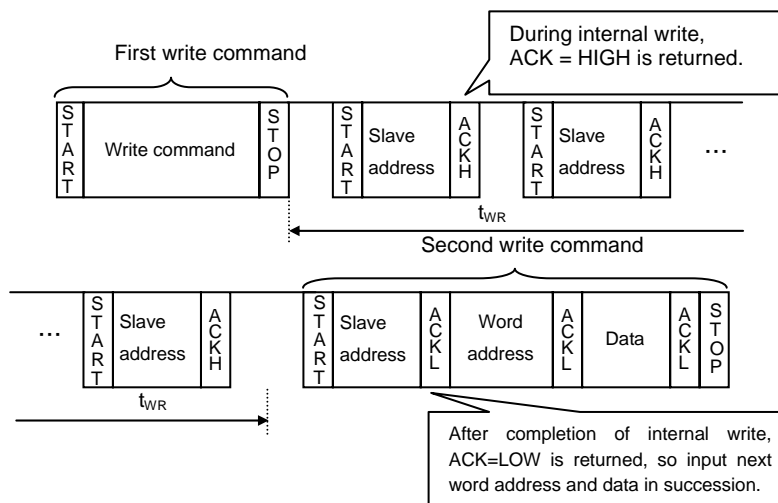 During internal write,
ACK = HIGH is returned.
First write command
START
Write command
STOP
START
Slave
address
ACKH
START
Slave
address
ACKH
...
tWR
Second write command
...
START
Slave
address
ACKH
START
Slave
address
ACKL
Word
address
ACKL
Data
ACKL
STOP
tWR
After completion of internal write,
ACK=LOW is returned, so input next
word address and data in succession.